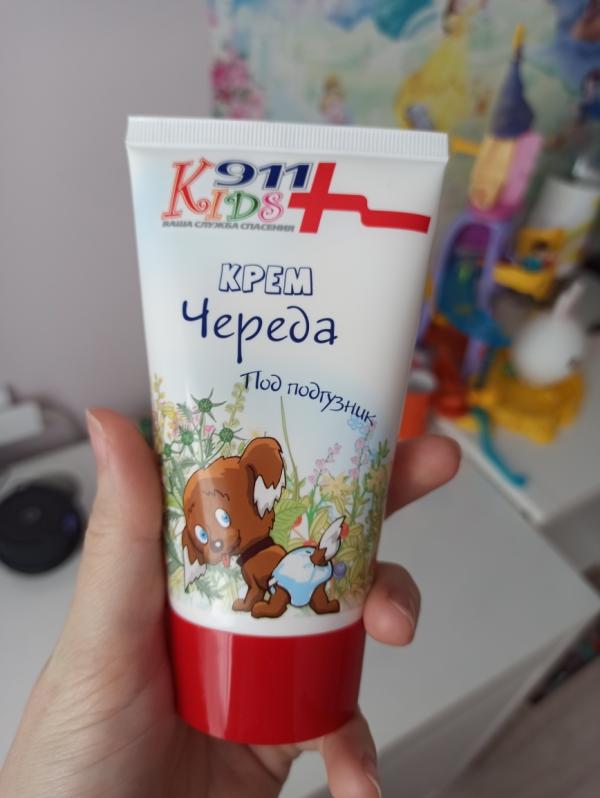 911
KIDS
ВАША СЛУЖБА СПАСЕНИЯ
КРЕМ
Череда
Под подгузник